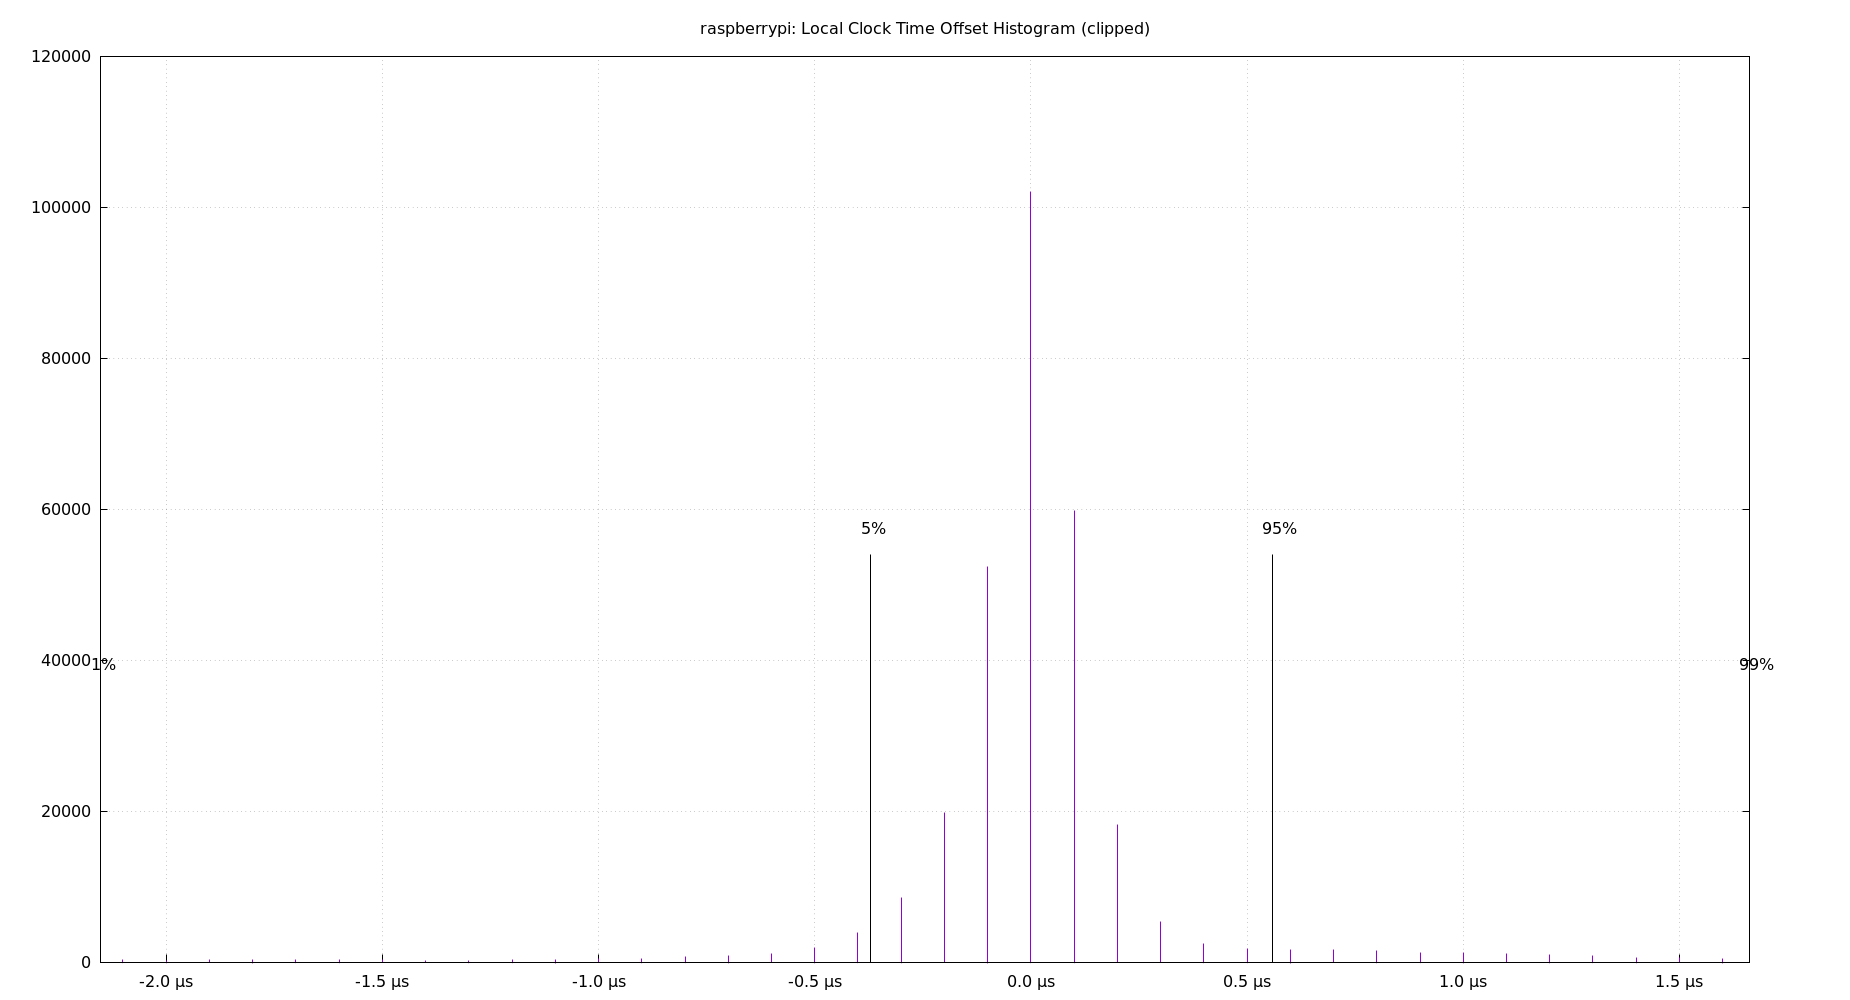 raspberrypi: Local Clock Time Offset Histogram (clipped)
120000
100000
80000
60000
5%
95%
40000
1%
99%
20000
0
-2.0 µs
-1.5 µs
-1.0 µs
-0.5 µs
0.0 µs
0.5 µs
1.0 µs
1.5 µs